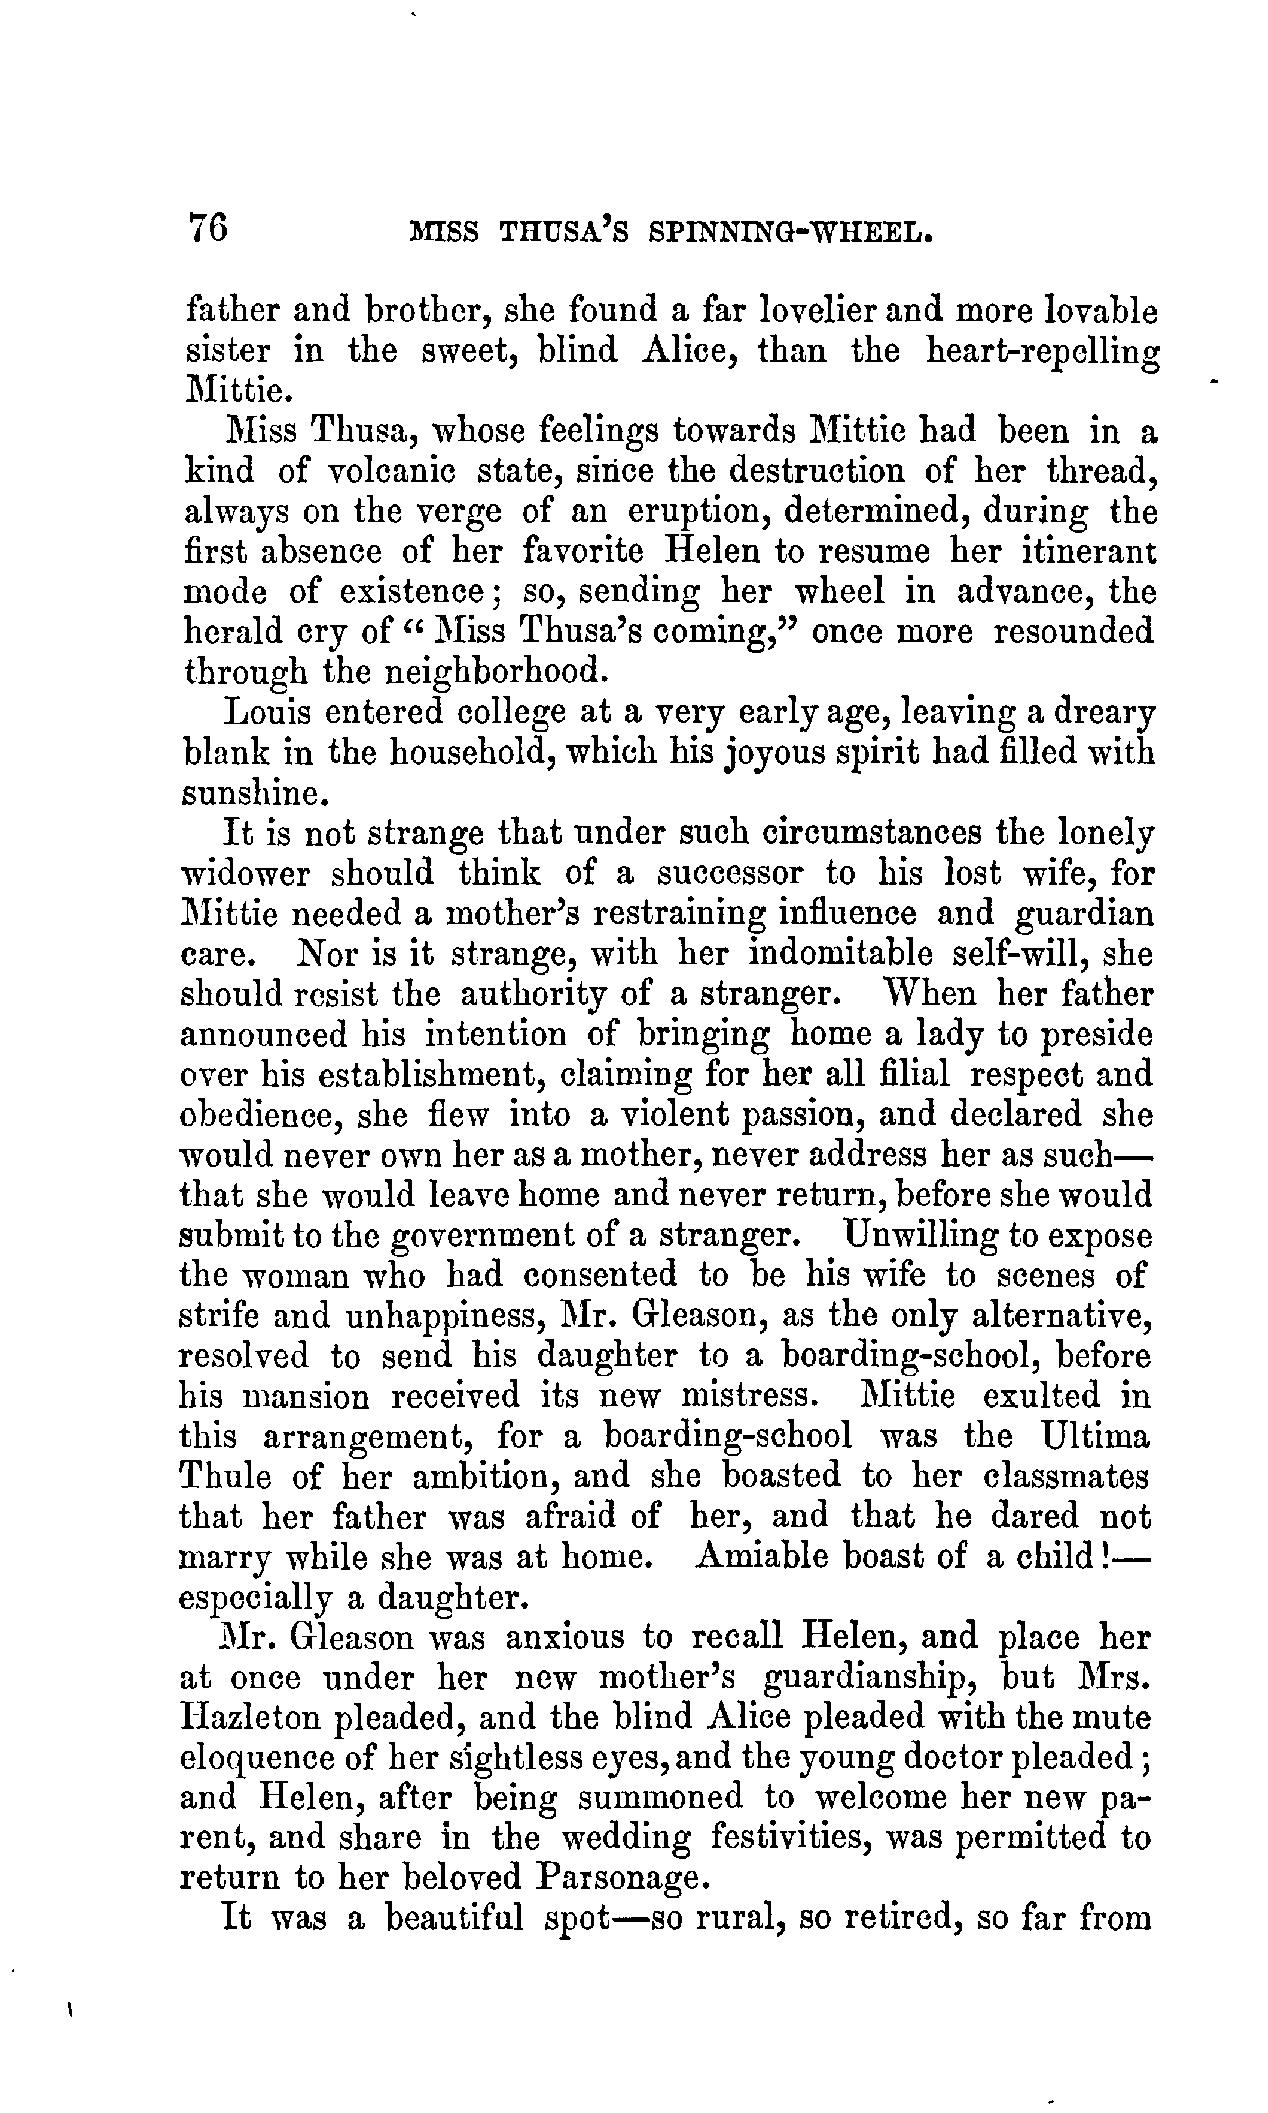 76 MISS THUSA'S SPINNING-WHEEL.
father and brother, she found a far lovelier and more lovable
sister in the sweet, blind Alice, than the heart-repelling
Mittie.
Miss Thusa, whose feelings towards Mittie had been in a
kind of volcanic state, since the destruction of her thread,
always on the verge of an eruption, determined, during the
first absence of her favorite Helen to resume her itinerant
mode of existence; so, sending her wheel in advance, the
herald cry of "Miss Thusa's coming," once more resounded
through the neighborhood.
Louis entered college at a very early age, leaving a dreary
blank in the household, which his joyous spirit had filled with
sunshine.
It is not strange that under such circumstances the lonely
widower should think of a successor to his lost wife, for
Mittie needed a mother's restraining influence and guardian
care. Nor is it strange, with her indomitable self-will, she
should resist the authority of a stranger. When her father
announced his intention of bringing home a lady to preside
over his establishment, claiming for her all filial respect and
obedience, she flew into a violent passion, and declared she
would never own her as a mother, never address her as such—
that she would leave home and never return, before she would
submit to the government of a stranger. Unwilling to expose
the woman who had consented to be his wife to scenes of
strife and unhappiness, Mr. Gleason, as the only alternative,
resolved to send his daughter to a boarding-school, before
his mansion received its new mistress. Mittie exulted in
this arrangement, for a boarding-school was the Ultima
Thule of her ambition, and she boasted to her classmates
that her father was afraid of her, and that he dared not
marry while she was at home. Amiable boast of a child!—
especially a daughter.
Mr. Gleason was anxious to recall Helen, and place her
at once under her new mother's guardianship, but Mrs.
Hazleton pleaded, and the blind Alice pleaded with the mute
eloquence of her sightless eyes, and the young doctor pleaded;
and Helen, after being summoned to welcome her new pa-
rent, and share in the wedding festivities, was permitted to
return to her beloved Parsonage.
It was a beautiful spot—so rural, so retired, so far from